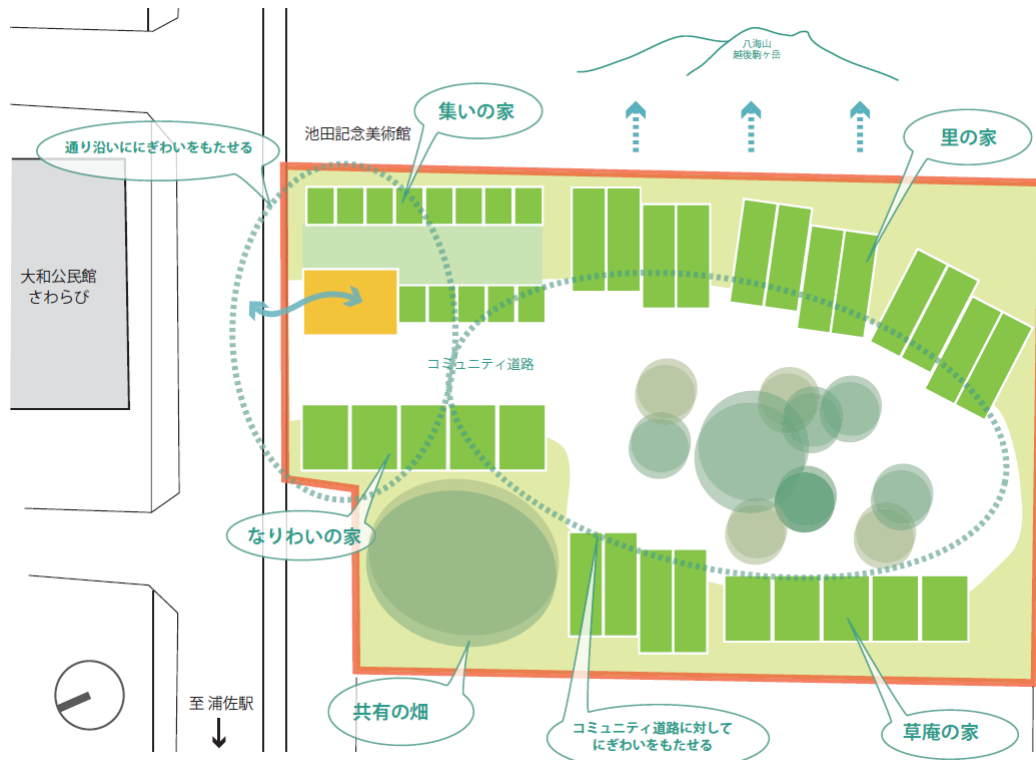 八海山
越後駒ヶ岳
集いの家
池田記念美術館
里の家
通り沿いににぎわいをもたせる
大和公民館
さわらび
コミュニティ道路
なりわいの家
至 浦佐駅
共有の畑
コミュニティ道路に対して
にぎわいをもたせる
草庵の家